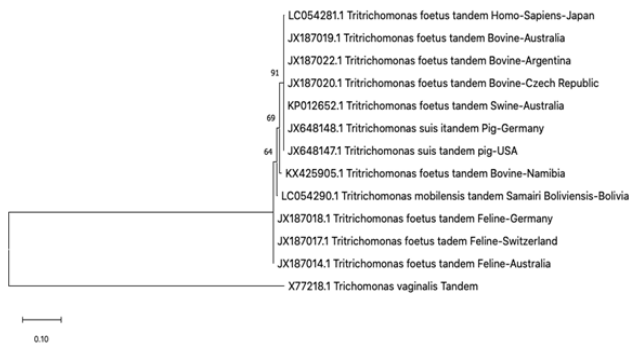 LC054281.1 Tritrichomonas foetus tandem Homo-Sapiens-Japan
JX187019.1 Tritrichomonas foetus tandem Bovine-Australia
JX187022.1 Tritrichomonas foetus tandem Bovine-Argentina
91
JX187020.1 Tritrichomonas foetus tandem Bovine-Czech Republic
KP012652.1 Tritrichomonas foetus tandem Swine-Australia
69
JX648148.1 Tritrichomonas suis itandem Pig-Germany
JX648147.1 Tritrichomonas suis tandem pig-USA
64
KX425905.1 Tritrichomonas foetus tandem Bovine-Namibia
LC054290.1 Tritrichomonas mobilensis tandem Samairi Boliviensis-Bolivia
JX187018.1 Tritrichomonas foetus tandem Feline-Germany
JX187017.1 Tritrichomonas foetus tadem Feline-Switzerland
JX187014.1 Tritrichomonas foetus tandem Feline-Australia
X77218.1 Trichomonas vaginalis Tandem
0.10